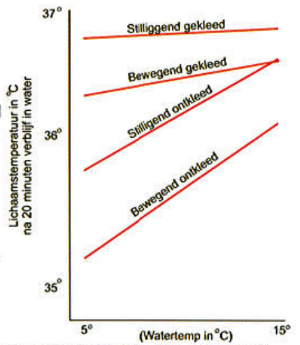 37°
Stilliggend gekleed
Bewegend gekleed
Stilligend ontkleed
Bewegend ontkleed
36°
35°
Lichaamstemperatuur in °C
na 20 minuten verblijf in water
5°
(Watertemp in °C)
15°